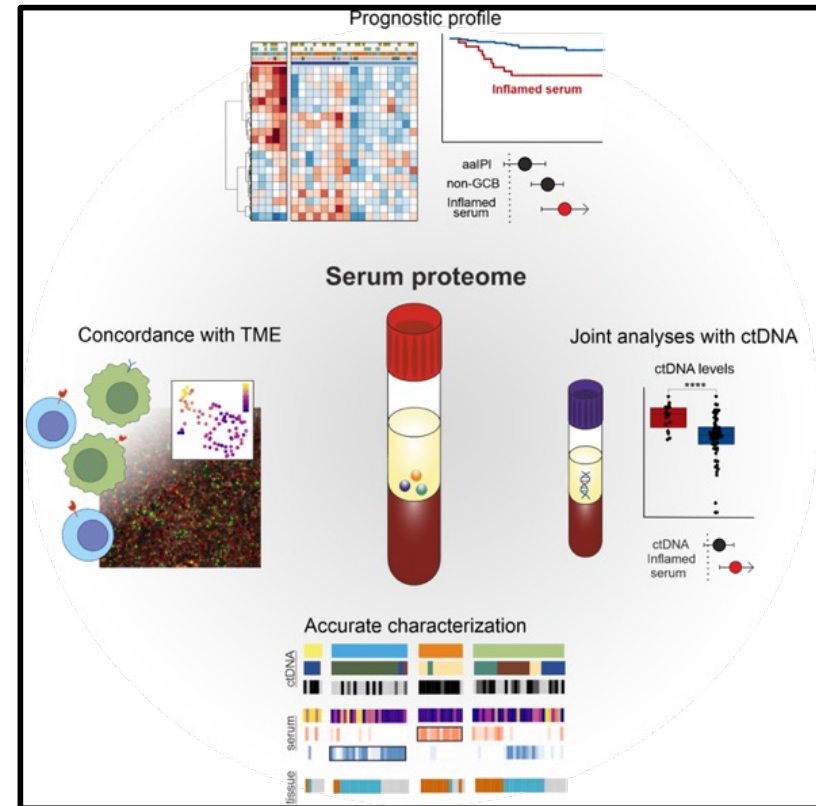 Prognostic profile
Inflamed serum
aaIPI
non-GCB
Inflamed
serum
Serum proteome
Concordance with TME
Joint analyses with ctDNA
ctDNA levels
****
ctDNA
Inflamed
serum
Accurate characterization
ctDNA
serum
tissue